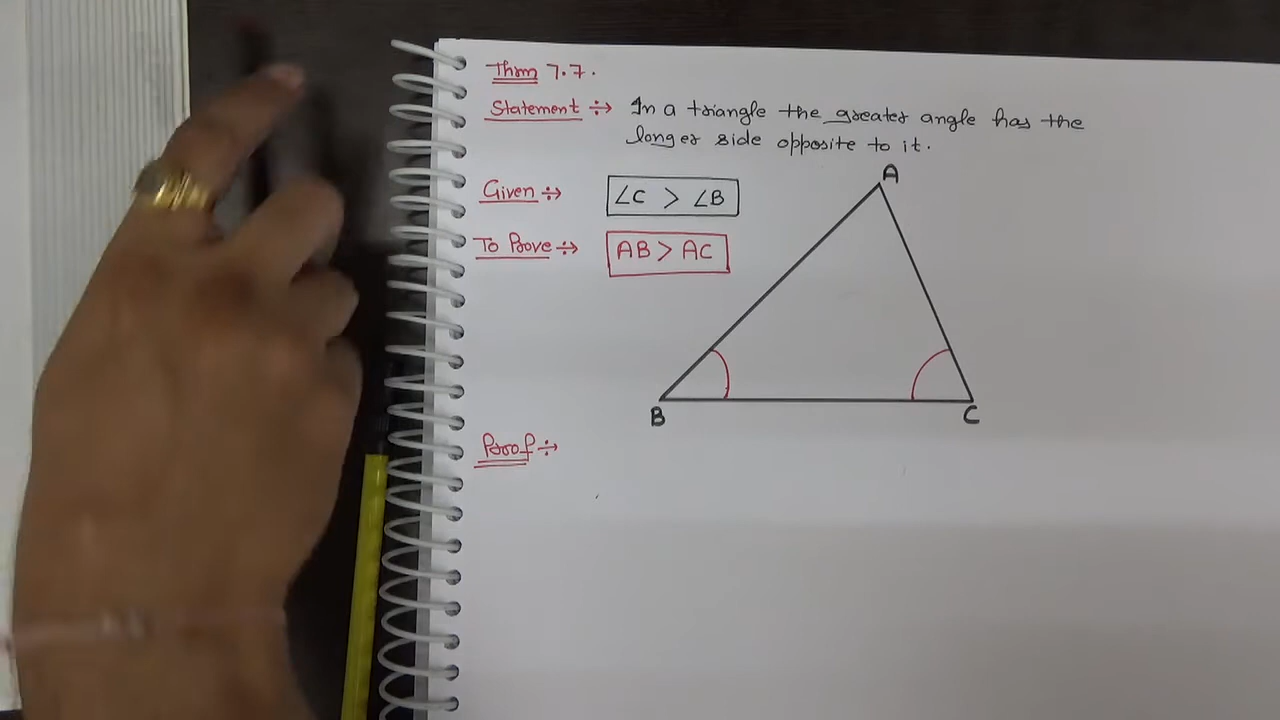 Thm 7.7.
Statement ÷> In a triangle the greater angle has the
longer side opposite to it.
Given ÷> ∠C > ∠B
To Prove ÷> AB > AC
A
B
C
Proof ÷>